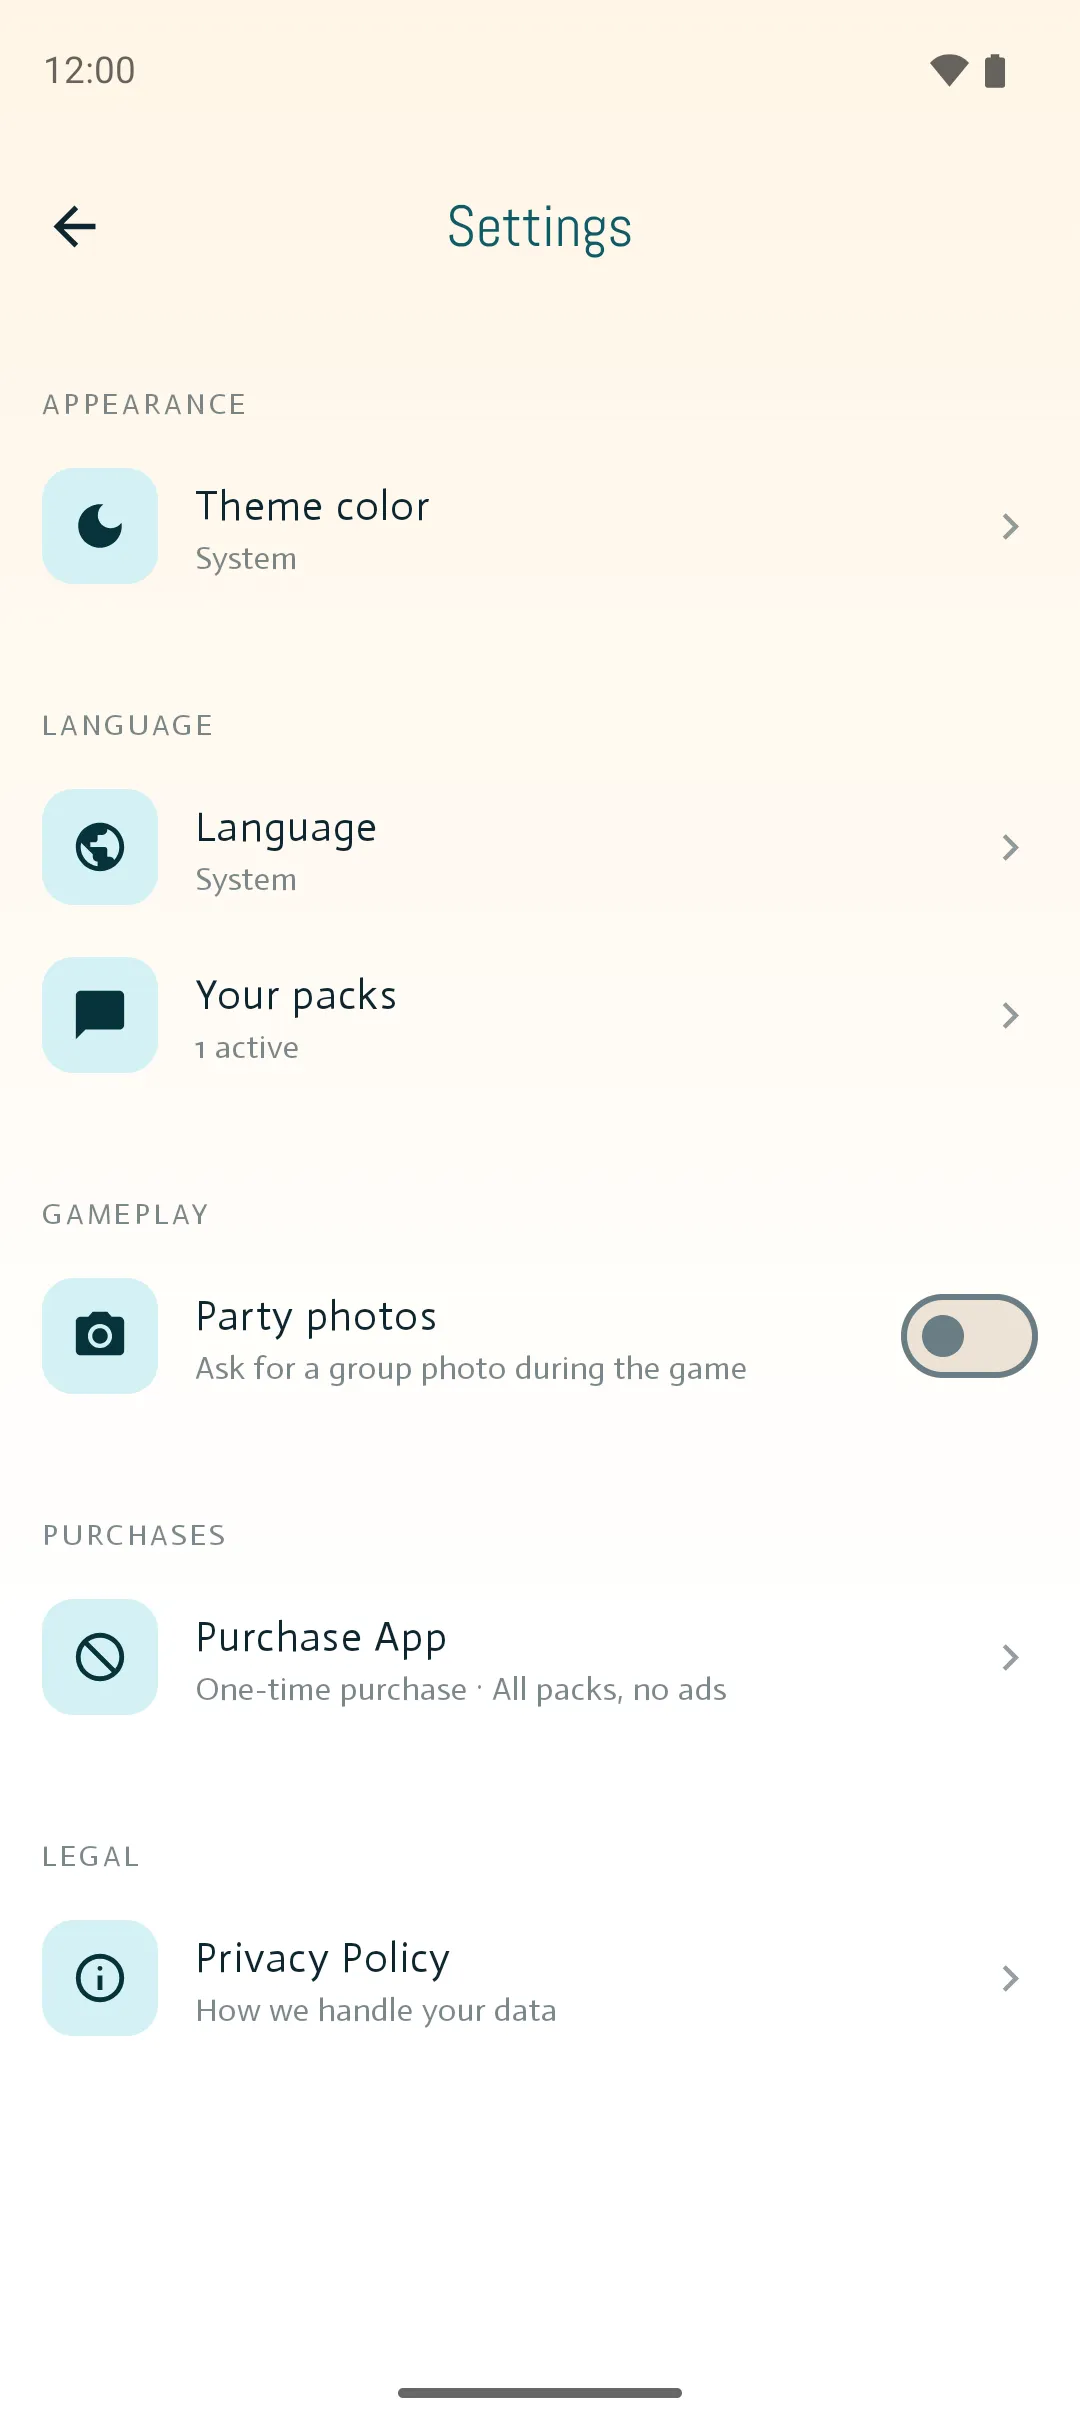 12:00
Settings
APPEARANCE
Theme color
System
LANGUAGE
Language
System
Your packs
1 active
GAMEPLAY
Party photos
Ask for a group photo during the game
PURCHASES
Purchase App
One-time purchase · All packs, no ads
LEGAL
Privacy Policy
How we handle your data